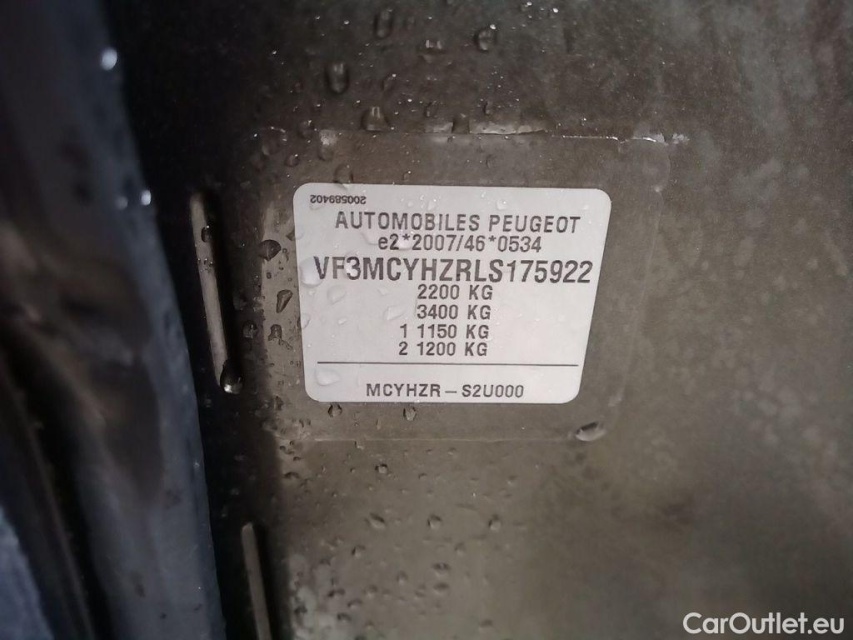 200589402
AUTOMOBILES PEUGEOT
e2*2007/46*0534
VF3MCYHZRLS175922
2200 KG
3400 KG
1 1150 KG
2 1200 KG
MCYHZR – S2U000
CarOutlet.eu